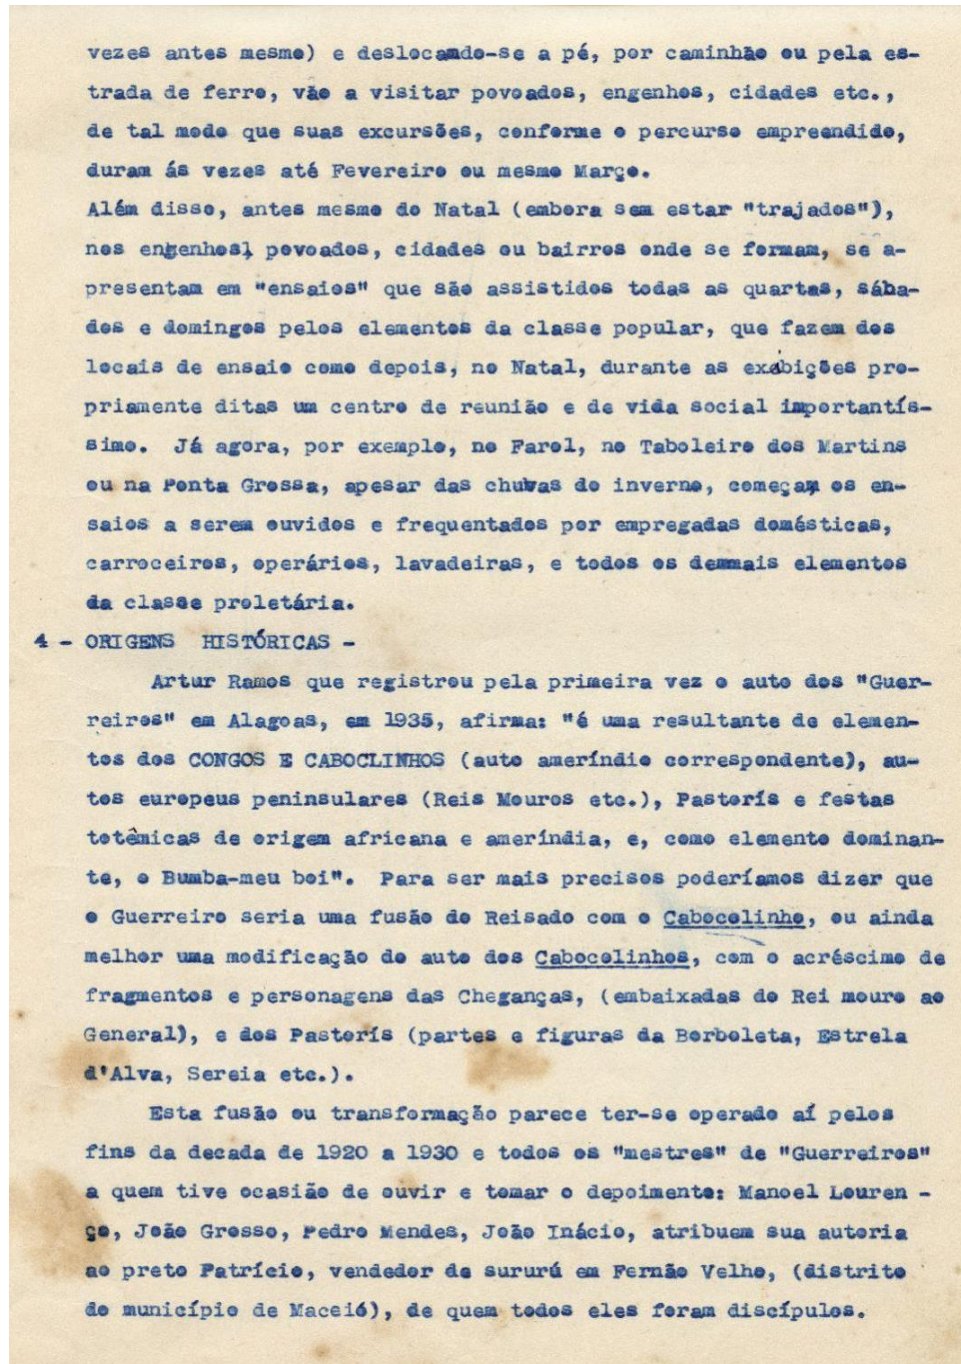 vezes antes mesmo) e deslocando-se a pé, por caminhão ou pela es-
trada de ferro, vão a visitar povoados, engenhos, cidades etc.,
de tal modo que suas excursões, conforme o percurso empreendido,
duram ás vezes até Fevereiro ou mesmo Março.
Além disso, antes mesmo do Natal (embora sem estar "trajados"),
nos engenhos, povoados, cidades ou bairros onde se formam, se a-
presentam em "ensaios" que são assistidos todas as quartas, sába-
dos e domingos pelos elementos da classe popular, que fazem dos
locais de ensaio como depois, no Natal, durante as exibições pro-
priamente ditas um centro de reunião e de vida social importantís-
simo. Já agora, por exemplo, no Farol, no Taboleiro dos Martins
ou na Ponta Grossa, apesar das chuvas do inverno, começam os en-
saios a serem ouvidos e frequentados por empregadas domésticas,
carroceiros, operários, lavadeiras, e todos os demmais elementos
da classe proletária.
4 - ORIGENS HISTÓRICAS -
Artur Ramos que registrou pela primeira vez o auto dos "Guer-
reiros" em Alagoas, em 1935, afirma: "é uma resultante de elemen-
tos dos CONGOS E CABOCLINHOS (auto ameríndio correspondente), au-
tos europeus peninsulares (Reis Mouros etc.), Pastorís e festas
totêmicas de origem africana e ameríndia, e, como elemento dominan-
te, o Bumba-meu boi". Para ser mais precisos poderíamos dizer que
o Guerreiro seria uma fusão do Reisado com o Cabocolinho, ou ainda
melhor uma modificação do auto dos Cabocolinhos, com o acréscimo de
fragmentos e personagens das Cheganças, (embaixadas do Rei mouro ao
General), e dos Pastorís (partes e figuras da Borboleta, Estrela
d'Alva, Sereia etc.).
Esta fusão ou transformação parece ter-se operado aí pelos
fins da decada de 1920 a 1930 e todos os "mestres" de "Guerreiros"
a quem tive ocasião de ouvir e tomar o depoimento: Manoel Louren -
ço, João Grosso, Pedro Mendes, João Inácio, atribuem sua autoria
ao preto Patrício, vendedor de sururú em Fernão Velho, (distrito
do município de Maceió), de quem todos eles foram discípulos.